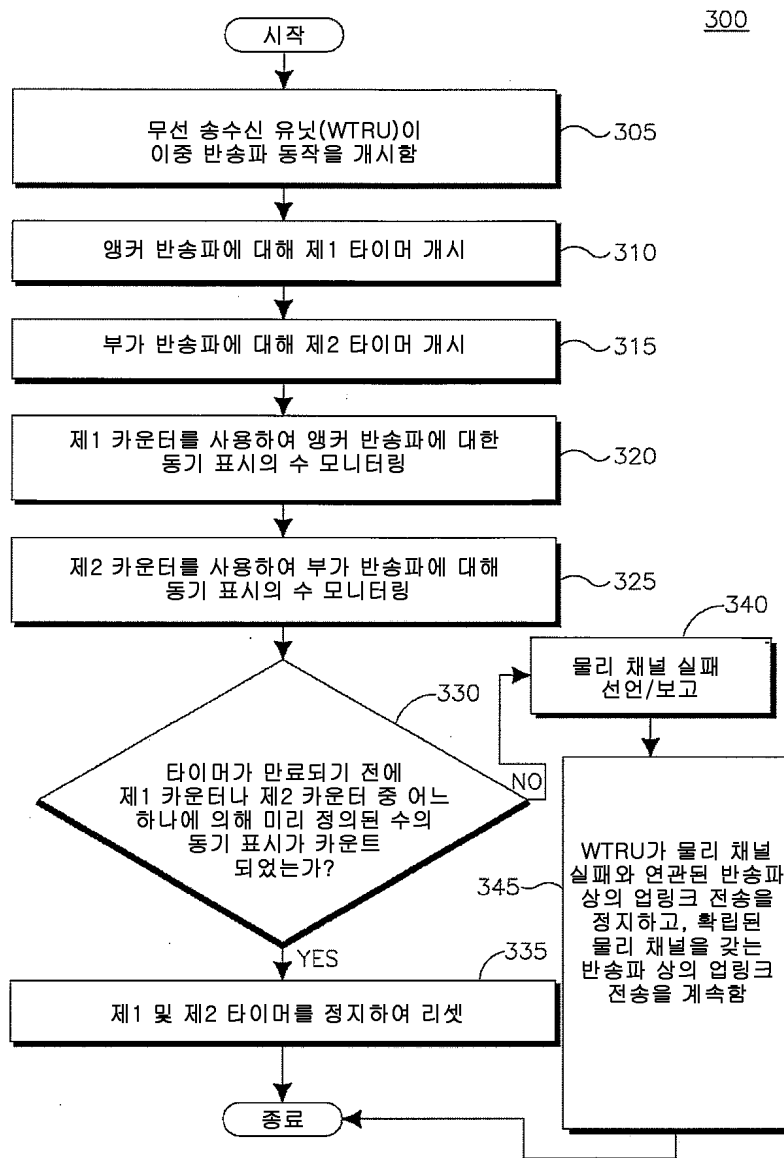 300
시작
무선 송수신 유닛(WTRU)이
이중 반송파 동작을 개시함
305
앵커 반송파에 대해 제1 타이머 개시
310
부가 반송파에 대해 제2 타이머 개시
315
제1 카운터를 사용하여 앵커 반송파에 대한
동기 표시의 수 모니터링
320
제2 카운터를 사용하여 부가 반송파에 대해
동기 표시의 수 모니터링
325
330
타이머가 만료되기 전에
제1 카운터나 제2 카운터 중 어느
하나에 의해 미리 정의된 수의
동기 표시가 카운트
되었는가?
NO
340
물리 채널 실패
선언/보고
345
WTRU가 물리 채널
실패와 연관된 반송파
상의 업링크 전송을
정지하고, 확립된
물리 채널을 갖는
반송파 상의 업링크
전송을 계속함
YES
335
제1 및 제2 타이머를 정지하여 리셋
종료